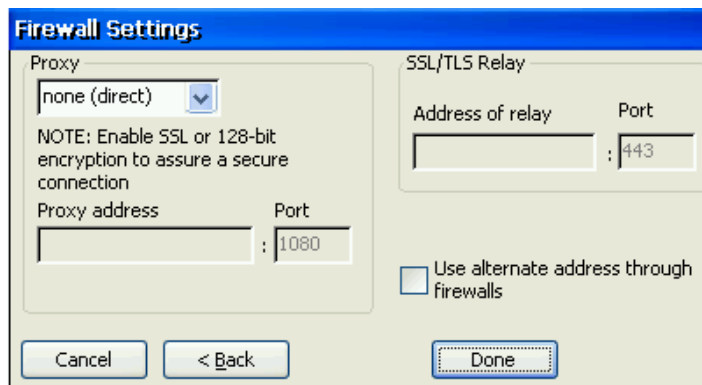 Firewall Settings
Proxy
none (direct)
NOTE: Enable SSL or 128-bit
encryption to assure a secure
connection
Proxy address
Port
:
1080
SSL/TLS Relay
Address of relay
Port
:
443
Use alternate address through
firewalls
Cancel
< Back
Done